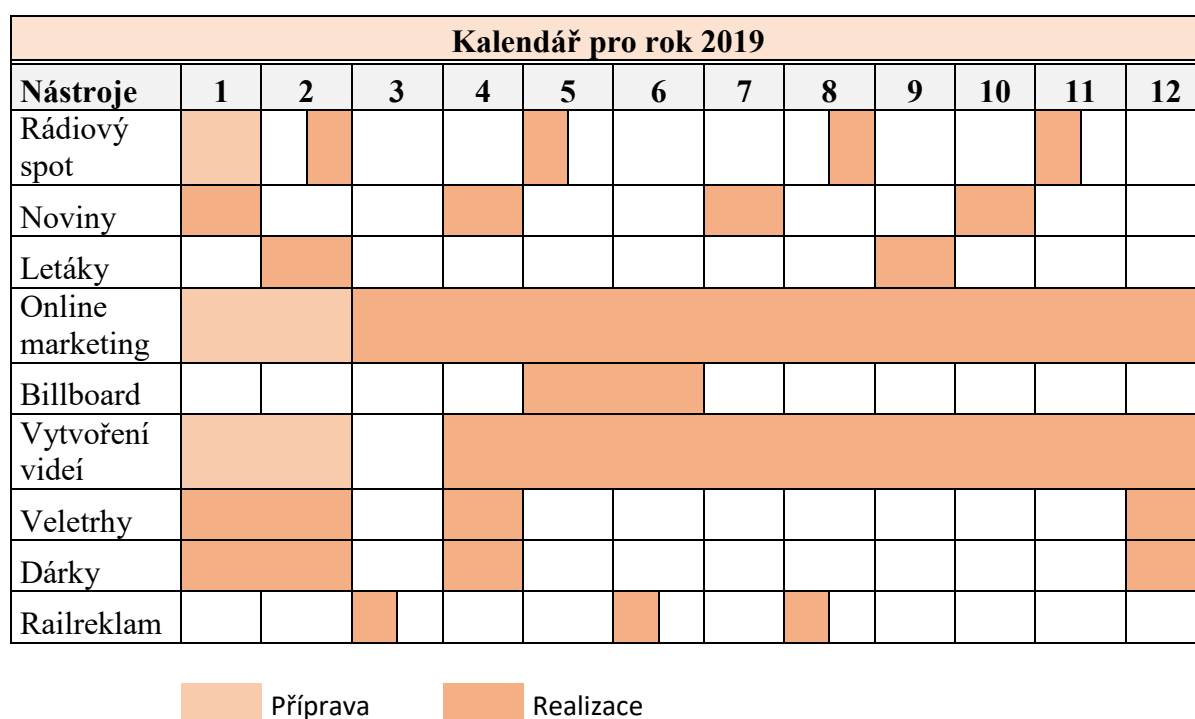 Kalendář pro rok 2019
Nástroje 1 2 3 4 5 6 7 8 9 10 11 12
Rádiový
spot
Noviny
Letáky
Online
marketing
Billboard
Vytvoření
videí
Veletrhy
Dárky
Railreklam
Příprava Realizace